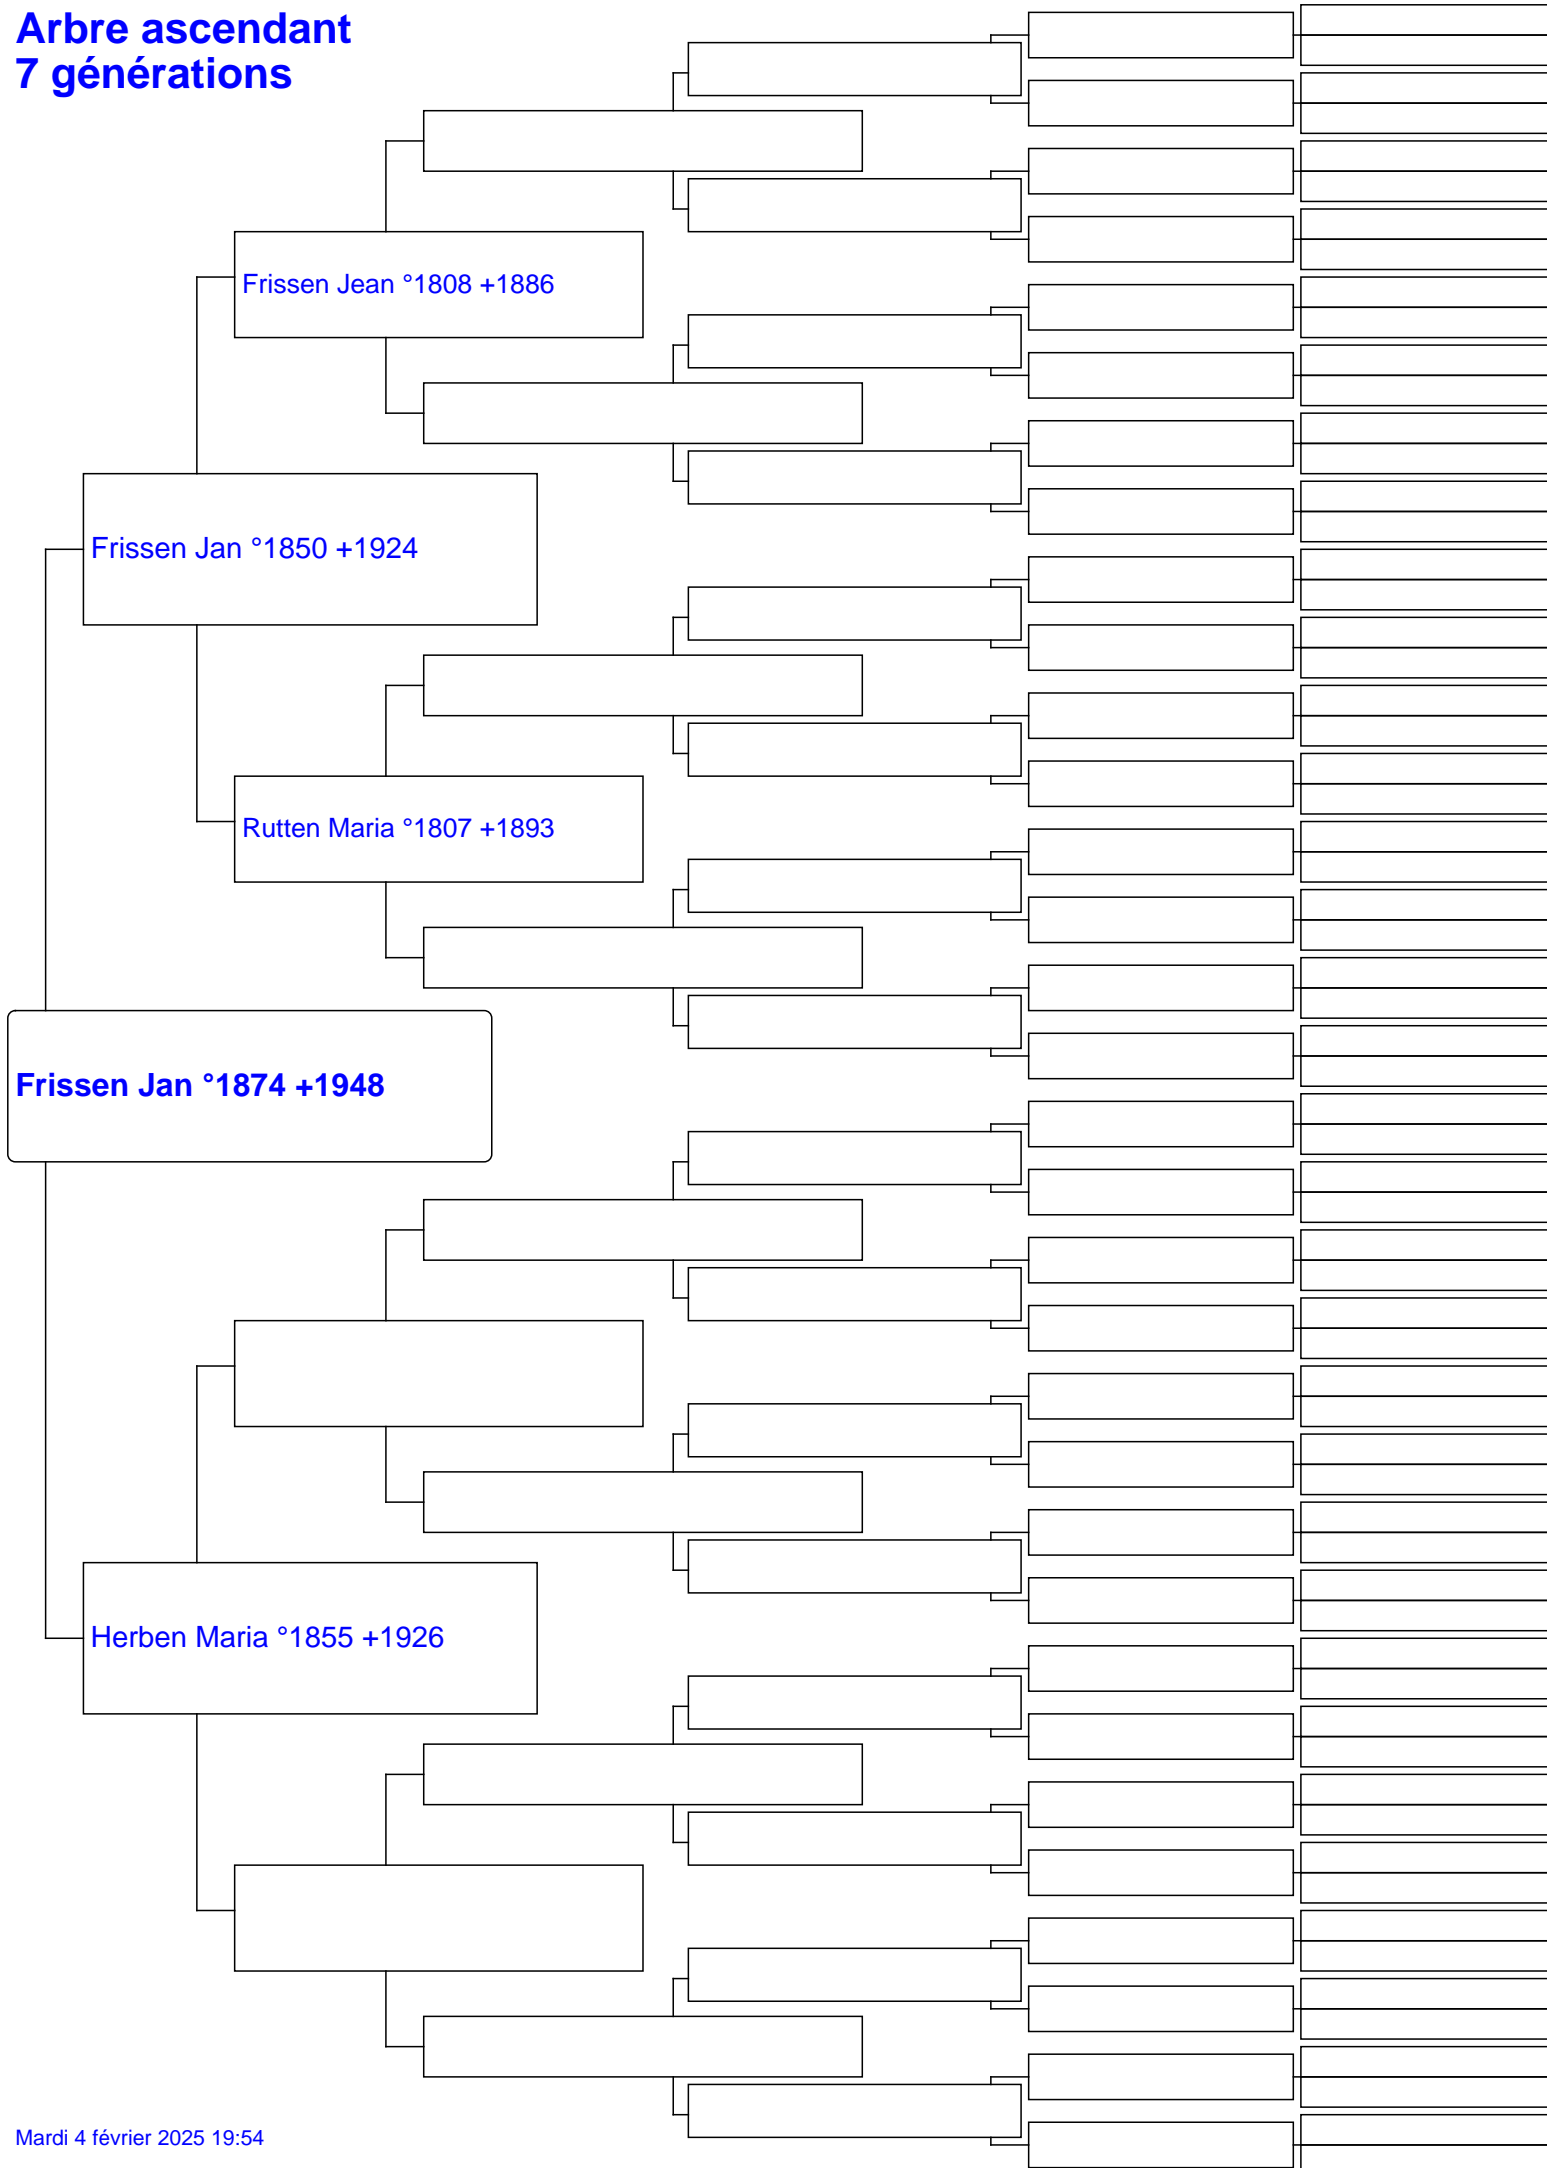 Arbre ascendant
7 générations
Frissen Jean °1808 +1886
Frissen Jan °1850 +1924
Rutten Maria °1807 +1893
Frissen Jan °1874 +1948
Herben Maria °1855 +1926
Mardi 4 février 2025 19:54